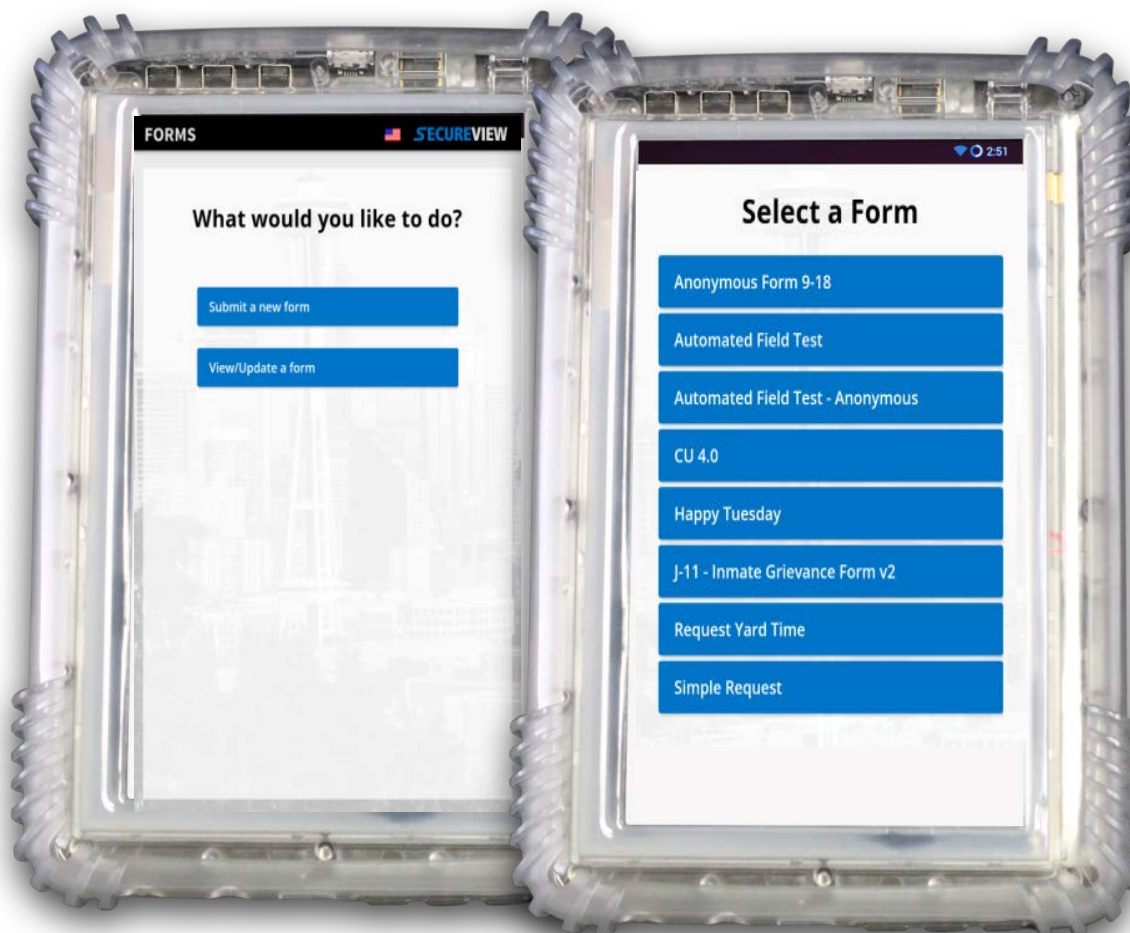 FORMS SECUREVIEW
What would you like to do?
Submit a new form
View/Update a form
2:51
Select a Form
Anonymous Form 9-18
Automated Field Test
Automated Field Test - Anonymous
CU 4.0
Happy Tuesday
J-11 - Inmate Grievance Form v2
Request Yard Time
Simple Request